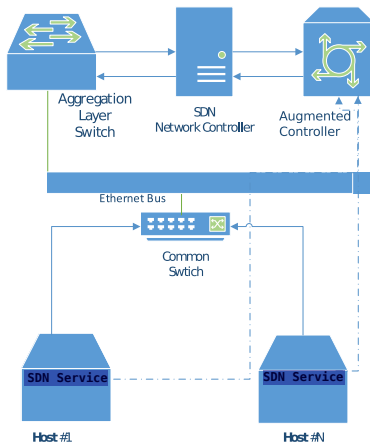 Aggregation
Layer
Switch
SDN
Network Controller
Augmented
Controller
Ethernet Bus
Common
Swtich
SDN Service
SDN Service
Host #1
Host #N